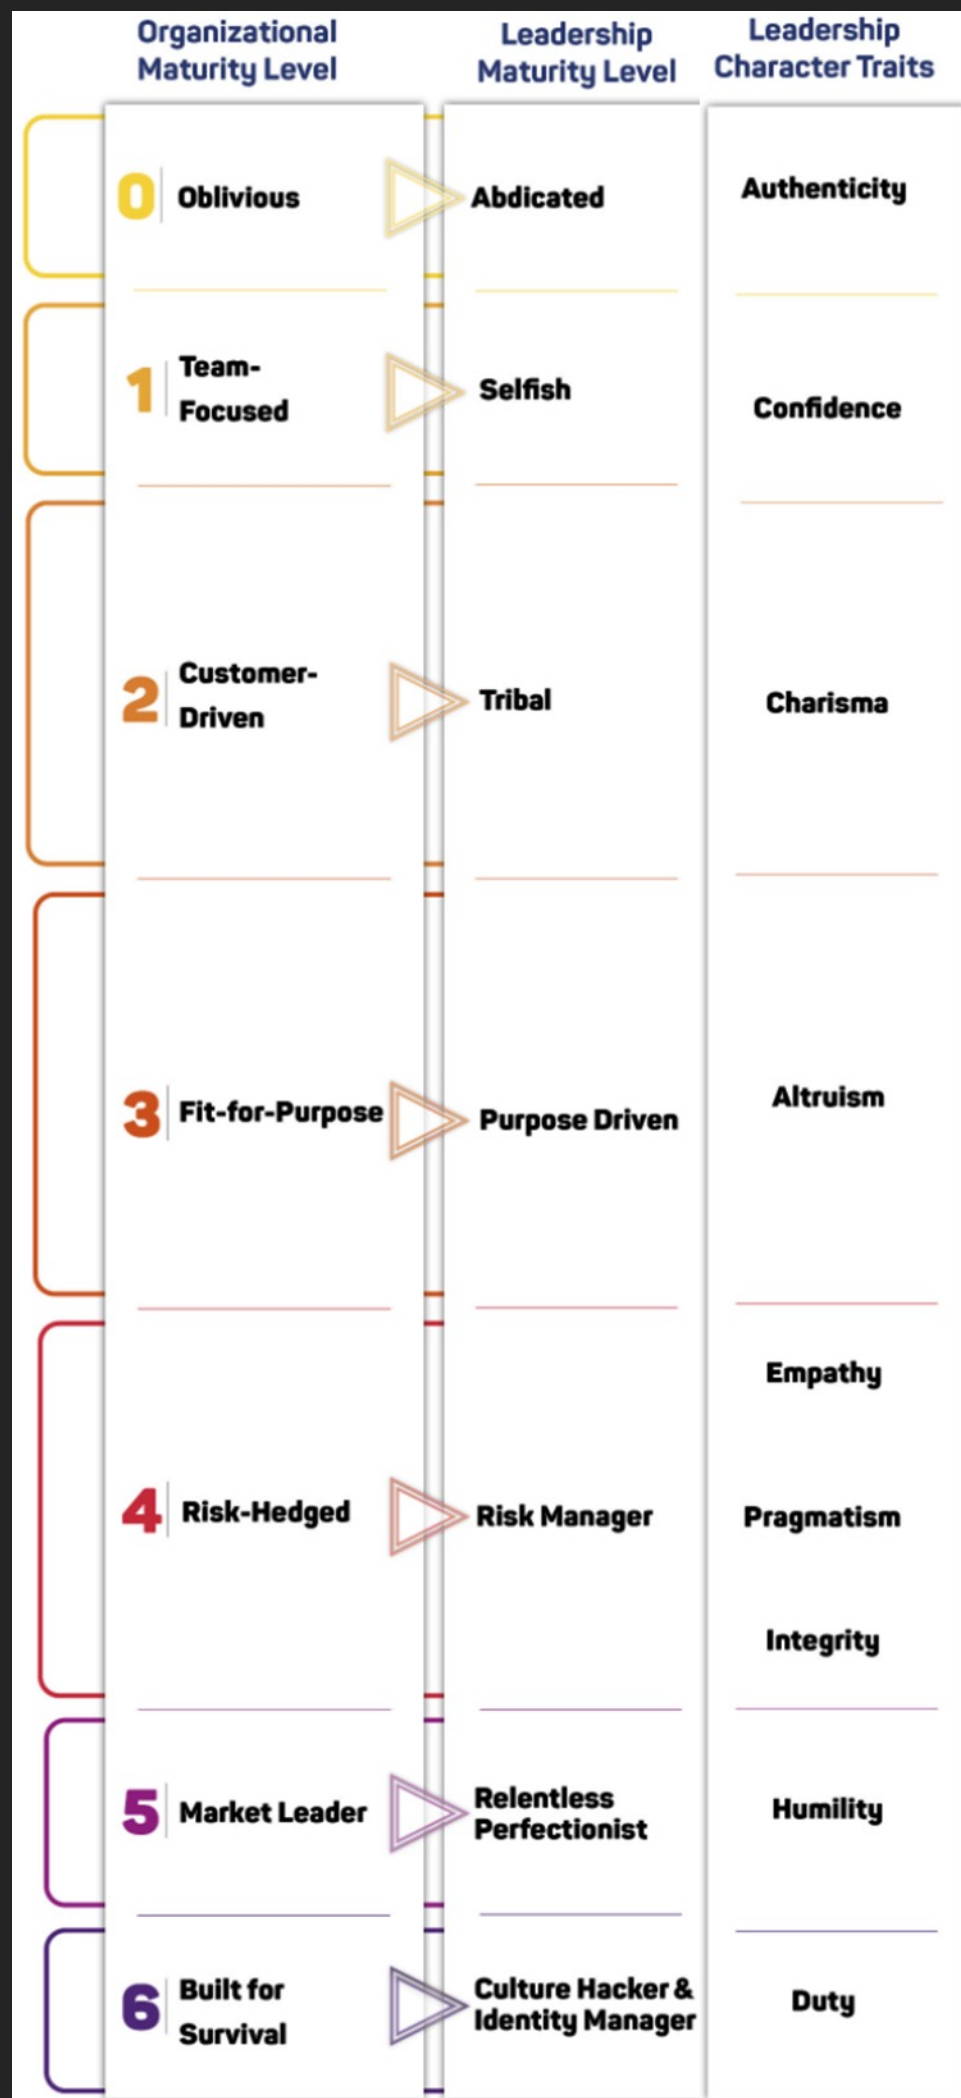 Organizational
Maturity Level
Leadership
Maturity Level
Leadership
Character Traits
0
Oblivious
Abdicated
Authenticity
1
Team-
Focused
Selfish
Confidence
2
Customer-
Driven
Tribal
Charisma
3
Fit-for-Purpose
Purpose Driven
Altruism
4
Risk-Hedged
Risk Manager
Empathy
Pragmatism
Integrity
5
Market Leader
Relentless
Perfectionist
Humility
6
Built for
Survival
Culture Hacker &
Identity Manager
Duty